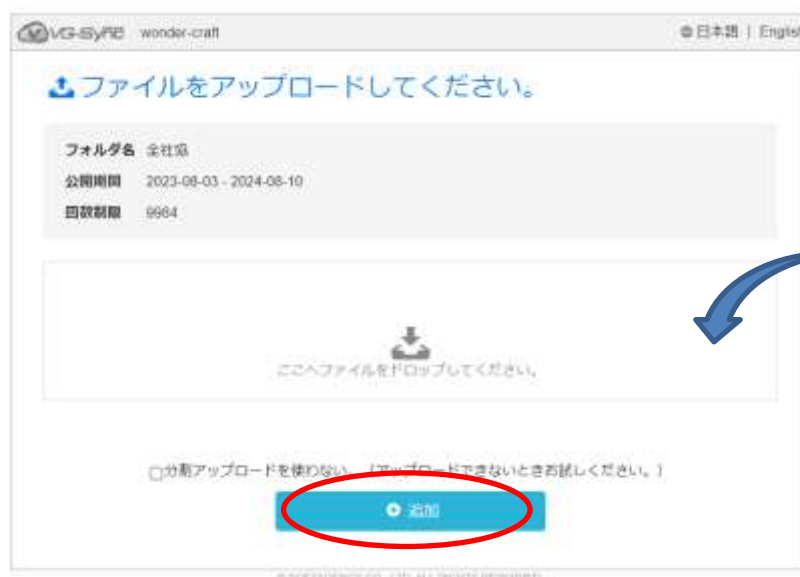 VG-Sync wonder-craft
日本語 | English
ファイルをアップロードしてください。
フォルダ名 全社協
公開期間 2023-08-03 - 2024-08-10
回数制限 9984
ここへファイルをドロップしてください。
分割アップロードを使わない。 [アップロードできないときお試しください。]
追加